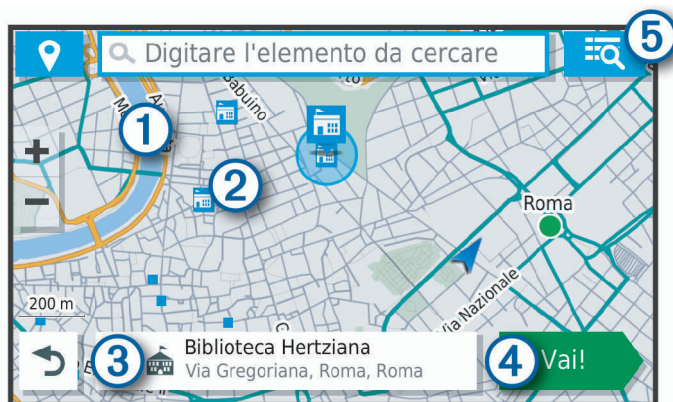 5
Digitare l'elemento da cercare
Babuino
1
+
2
-
Roma
200 m
Via Nazionale
3
Biblioteca Hertziana
Via Gregoriana, Roma, Roma
4
Vai!